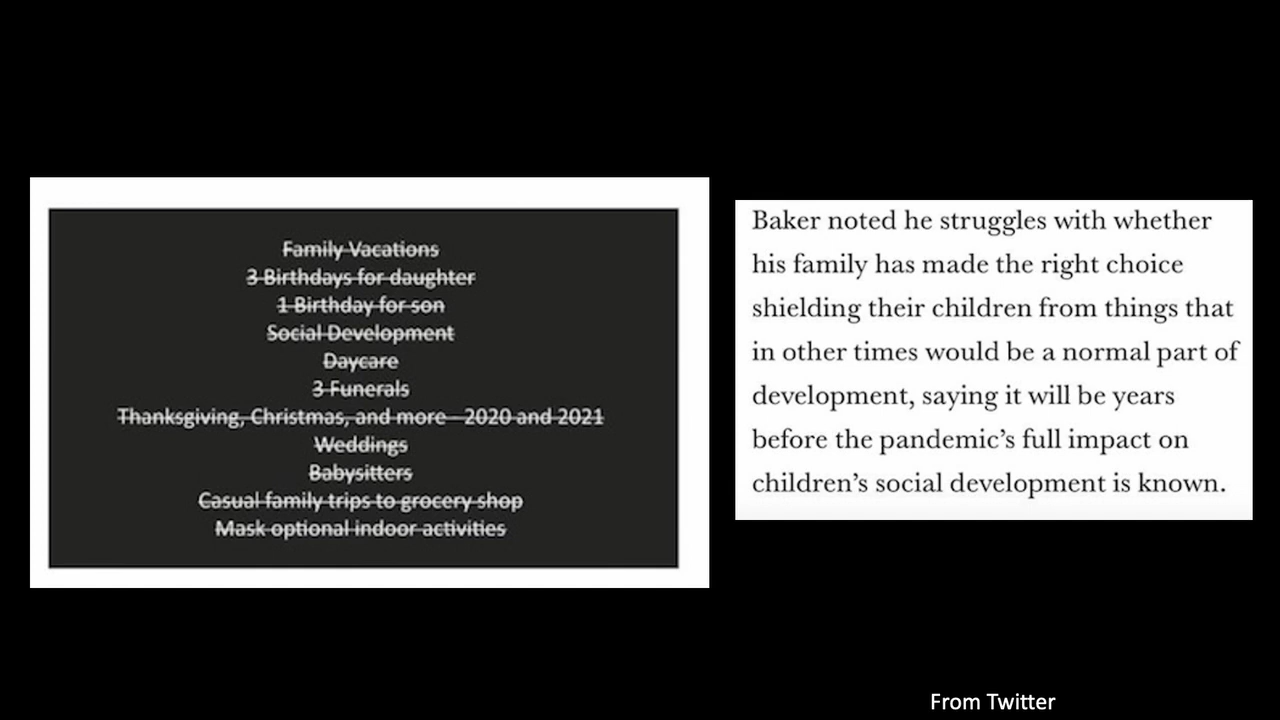 Family Vacations
3 Birthdays for daughter
1 Birthday for son
Social Development
Daycare
3 Funerals
Thanksgiving, Christmas, and more - 2020 and 2021
Weddings
Babysitters
Casual family trips to grocery shop
Mask optional indoor activities
Baker noted he struggles with whether
his family has made the right choice
shielding their children from things that
in other times would be a normal part of
development, saying it will be years
before the pandemic’s full impact on
children’s social development is known.
From Twitter